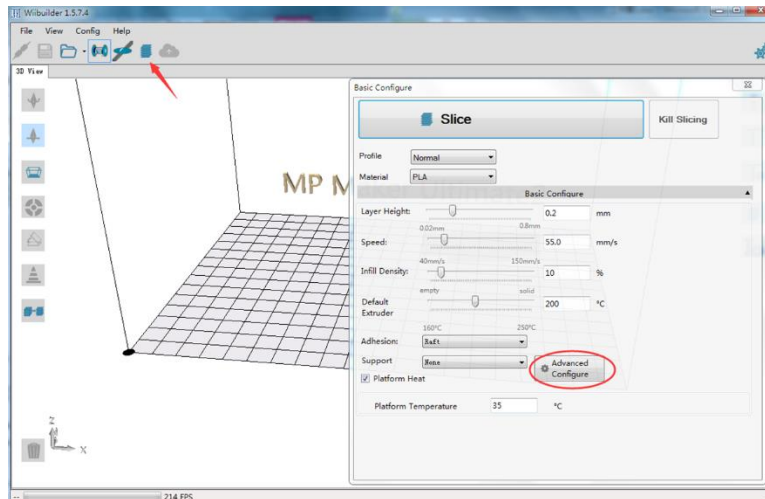 Wiibuilder 1.5.7.4
File View Config Help
3D View
MP M
Basic Configure
Slice
Kill Slicing
Profile Normal
Material PLA
Basic Configure
Layer Height: 0.2 mm
0.02mm 0.8mm
Speed: 55.0 mm/s
40mm/s 150mm/s
Infill Density: 10 %
empty solid
Default
Extruder
200 °C
160°C 250°C
Adhesion: Raft
Support None
Advanced
Configure
Platform Heat
Platform Temperature 35 °C
Z
X
-- 214 FPS